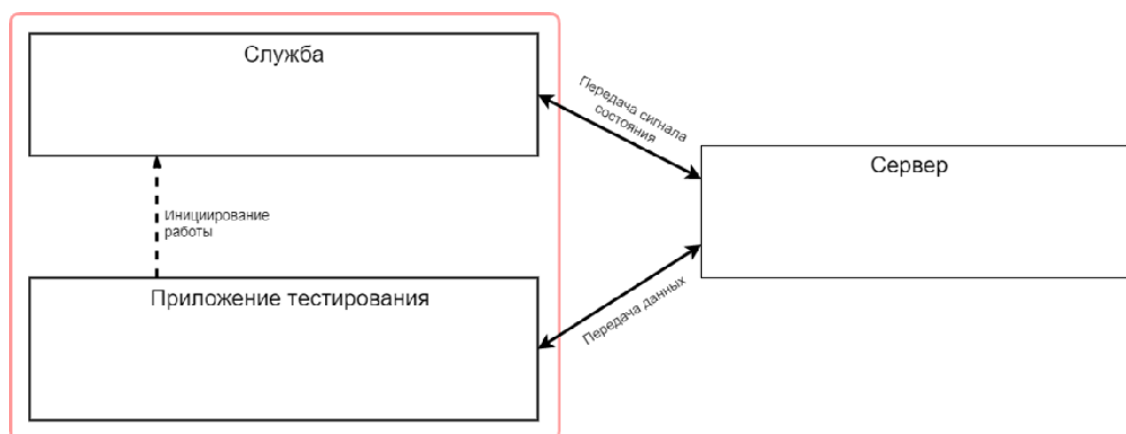 Служба
Передача сигнала
состояния
Сервер
Инициирование
работы
Приложение тестирования
Передача данных